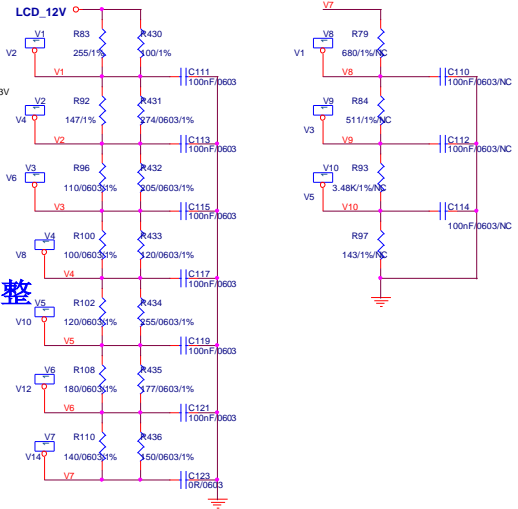 LCD_12V
V1
R83
R430
V2
255/1%
100/1%
V1
C111
100nF/0603
3V
V2
R92
R431
V4
147/1%
274/0603/1%
V2
C113
100nF/0603
V3
R96
R432
V6
110/0603/1%
205/0603/1%
V3
C115
100nF/0603
V4
R100
R433
V8
100/0603/1%
120/0603/1%
V4
C117
100nF/0603
整
V5
R102
R434
V10
120/0603/1%
255/0603/1%
V5
C119
100nF/0603
V6
R108
R435
V12
180/0603/1%
177/0603/1%
V6
C121
100nF/0603
V7
R110
R436
V14
140/0603/1%
150/0603/1%
V7
C123
0R/0603
V7
V8
R79
V1
680/1%/NC
V8
C110
100nF/0603/NC
V9
R84
V3
511/1%/NC
V9
C112
100nF/0603/NC
V10
R93
V5
3.48K/1%/NC
V10
C114
100nF/0603/NC
R97
143/1%/NC